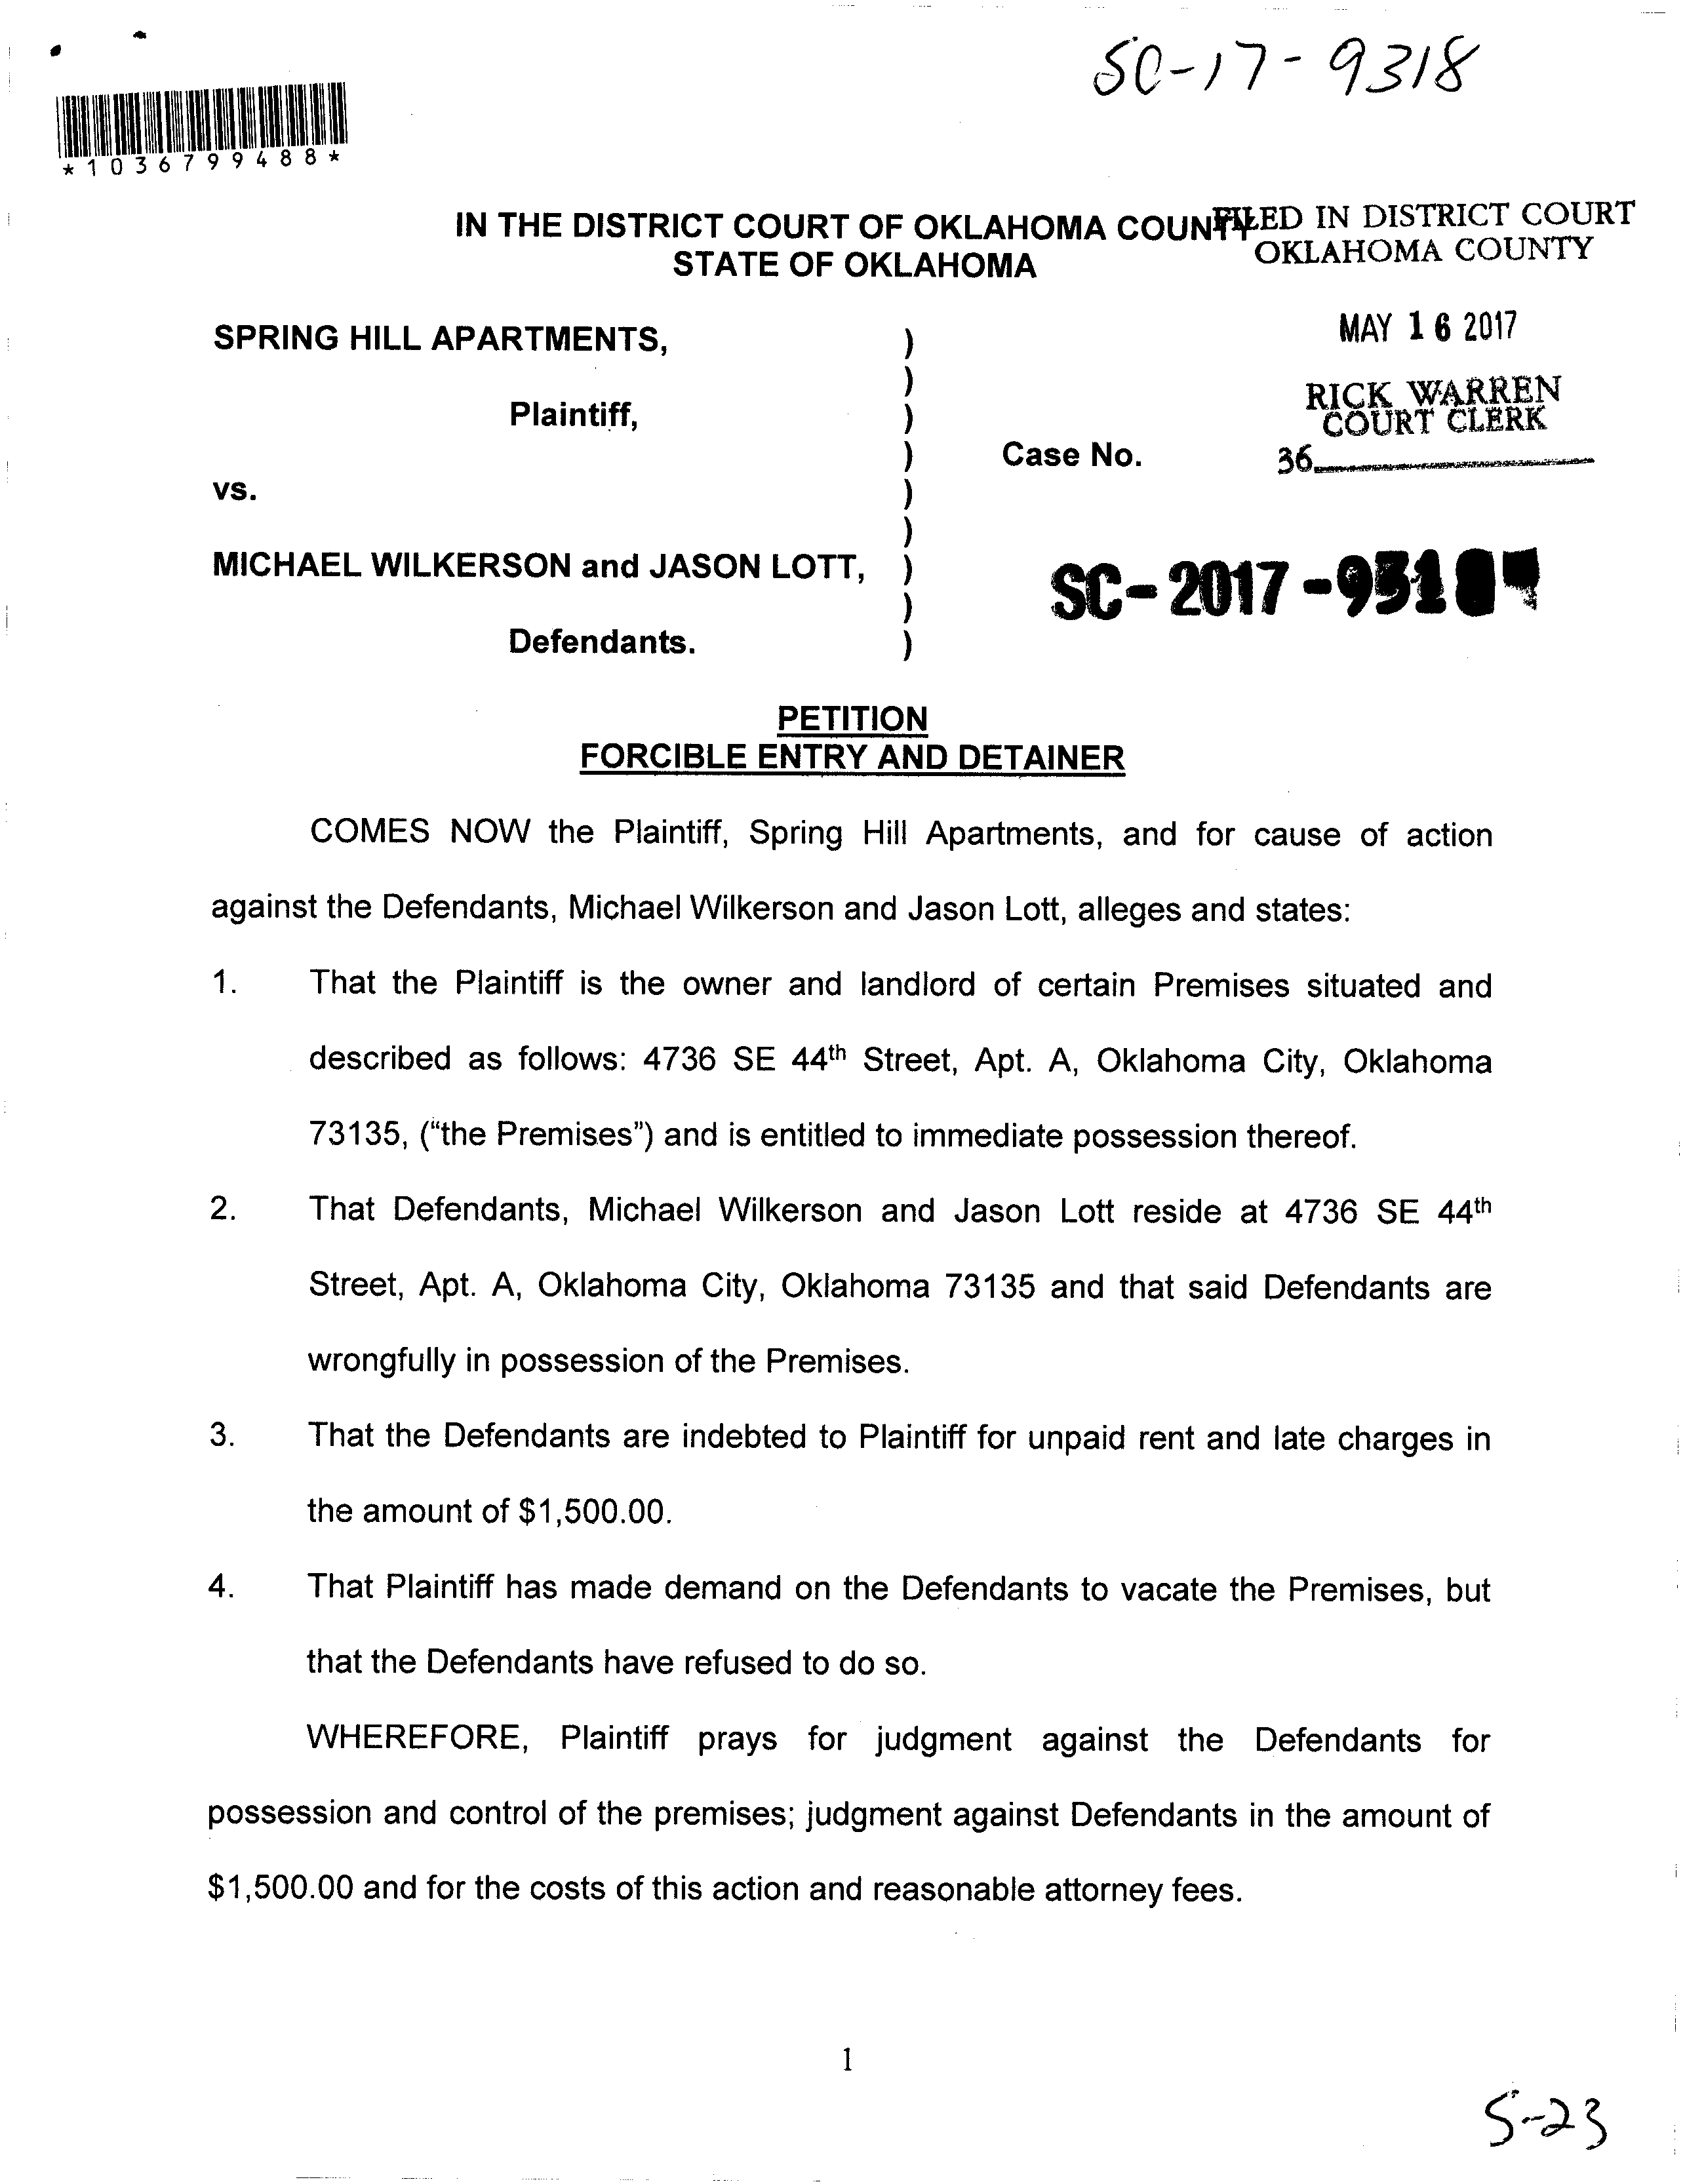 SC-17-9318
*1036799488*
IN THE DISTRICT COURT OF OKLAHOMA COUNTY
STATE OF OKLAHOMA
FILED IN DISTRICT COURT
OKLAHOMA COUNTY
MAY 16 2017
RICK WARREN
COURT CLERK
36
SPRING HILL APARTMENTS, )
)
Plaintiff, )
) Case No.
vs. )
)
MICHAEL WILKERSON and JASON LOTT, )
)
Defendants. )
SC-2017-
PETITION
FORCIBLE ENTRY AND DETAINER
COMES NOW the Plaintiff, Spring Hill Apartments, and for cause of action
against the Defendants, Michael Wilkerson and Jason Lott, alleges and states:
1. That the Plaintiff is the owner and landlord of certain Premises situated and
described as follows: 4736 SE 44th Street, Apt. A, Oklahoma City, Oklahoma
73135, (“the Premises”) and is entitled to immediate possession thereof.
2. That Defendants, Michael Wilkerson and Jason Lott reside at 4736 SE 44th
Street, Apt. A, Oklahoma City, Oklahoma 73135 and that said Defendants are
wrongfully in possession of the Premises.
3. That the Defendants are indebted to Plaintiff for unpaid rent and late charges in
the amount of $1,500.00.
4. That Plaintiff has made demand on the Defendants to vacate the Premises, but
that the Defendants have refused to do so.
WHEREFORE, Plaintiff prays for judgment against the Defendants for
possession and control of the premises; judgment against Defendants in the amount of
$1,500.00 and for the costs of this action and reasonable attorney fees.
1
5-23